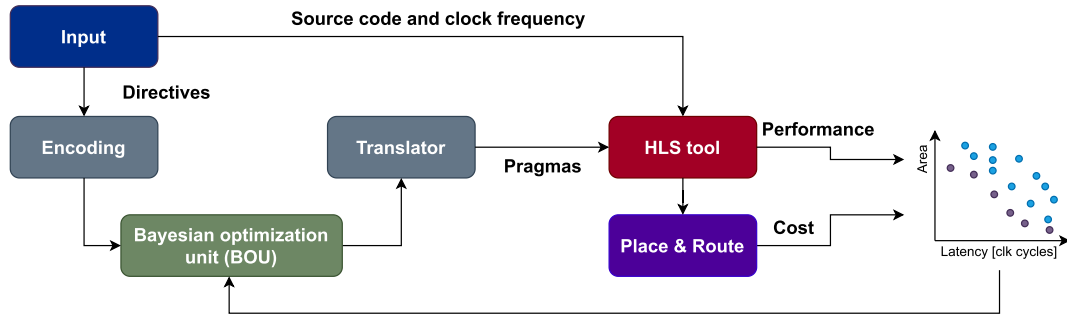 Source code and clock frequency
Input
Directives
Encoding
Translator
Pragmas
HLS tool
Performance
Bayesian optimization
unit (BOU)
Place & Route
Cost
Area
Latency [clk cycles]